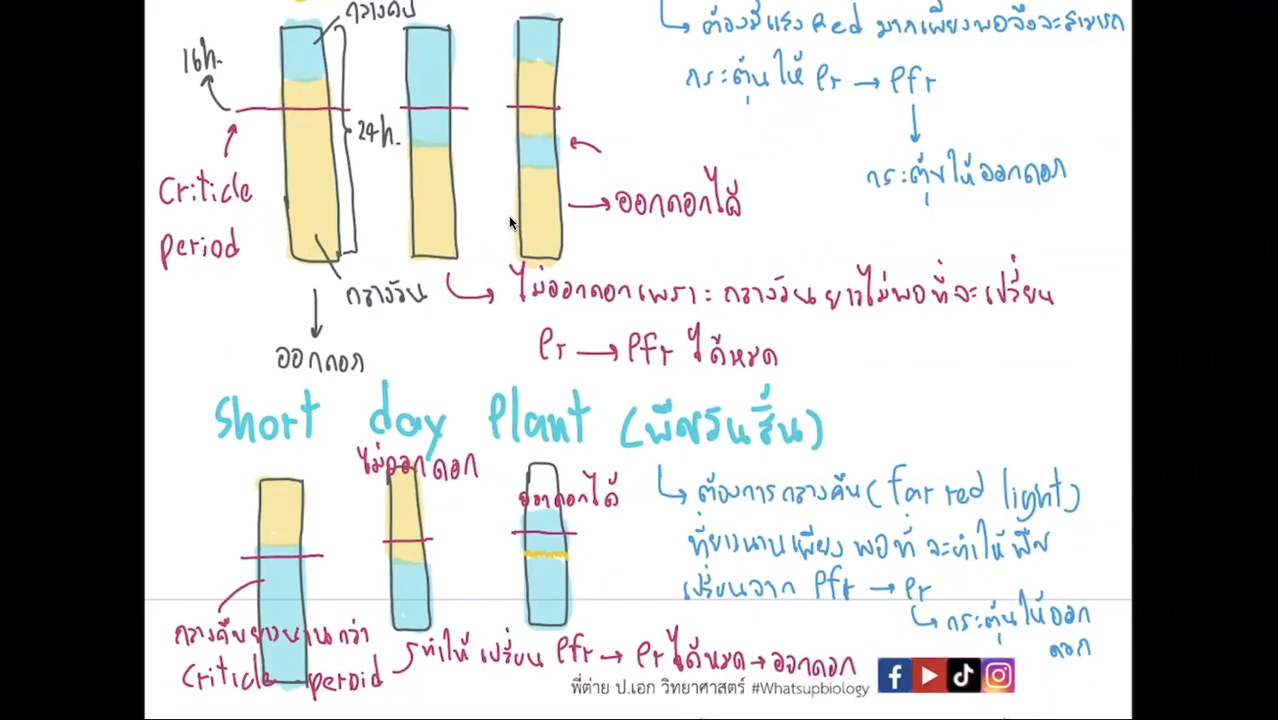 กลางคืน
16h.
24h.
Criticle
period
กลางวัน
ออกดอก
ออกดอกได้
ไม่ออกดอกเพราะ กลางวัน ยาวไม่พอที่จะเปลี่ยน
Pr → Pfr ได้หมด
ต้องมีแสง Red มากเพียงพอจึงจะสามารถ
กระตุ้นให้ Pr → Pfr
กระตุ้นให้ออกดอก
Short day Plant (พืชวันสั้น)
ไม่ออกดอก
ออกดอกได้
กลางคืนยาวนานกว่า
Criticle peroid
ทำให้เปลี่ยน Pfr → Pr ได้หมด → ออกดอก
ต้องการกลางคืน (far red light)
ที่ยาวนานเพียงพอที่จะทำให้พืช
เปลี่ยนจาก Pfr → Pr
กระตุ้นให้ออก
ดอก
พี่ต่าย ป.เอก วิทยาศาสตร์ #Whatsupbiology